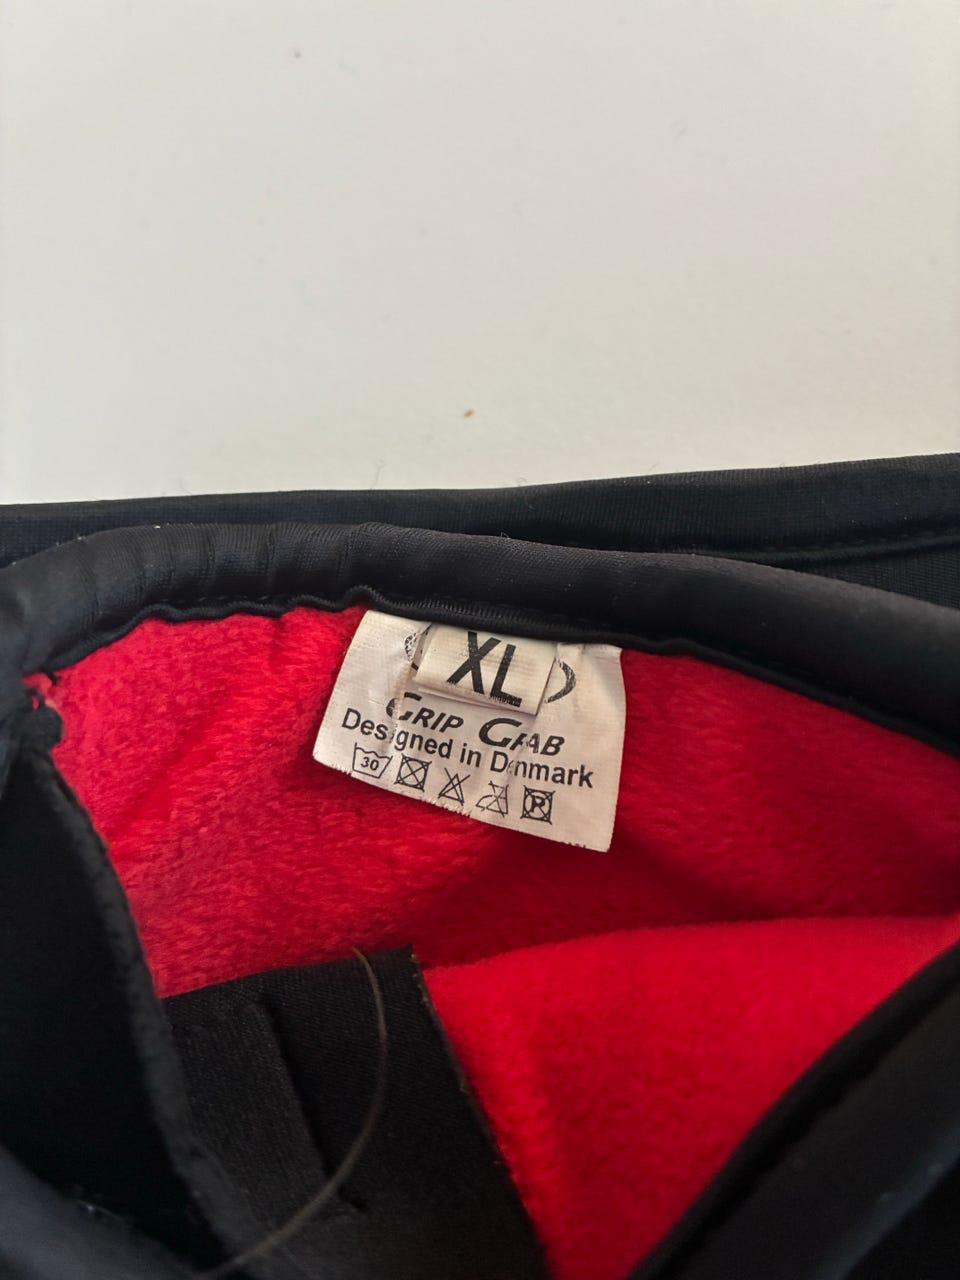 XL
GRIP GRAB
Designed in Denmark
30 P